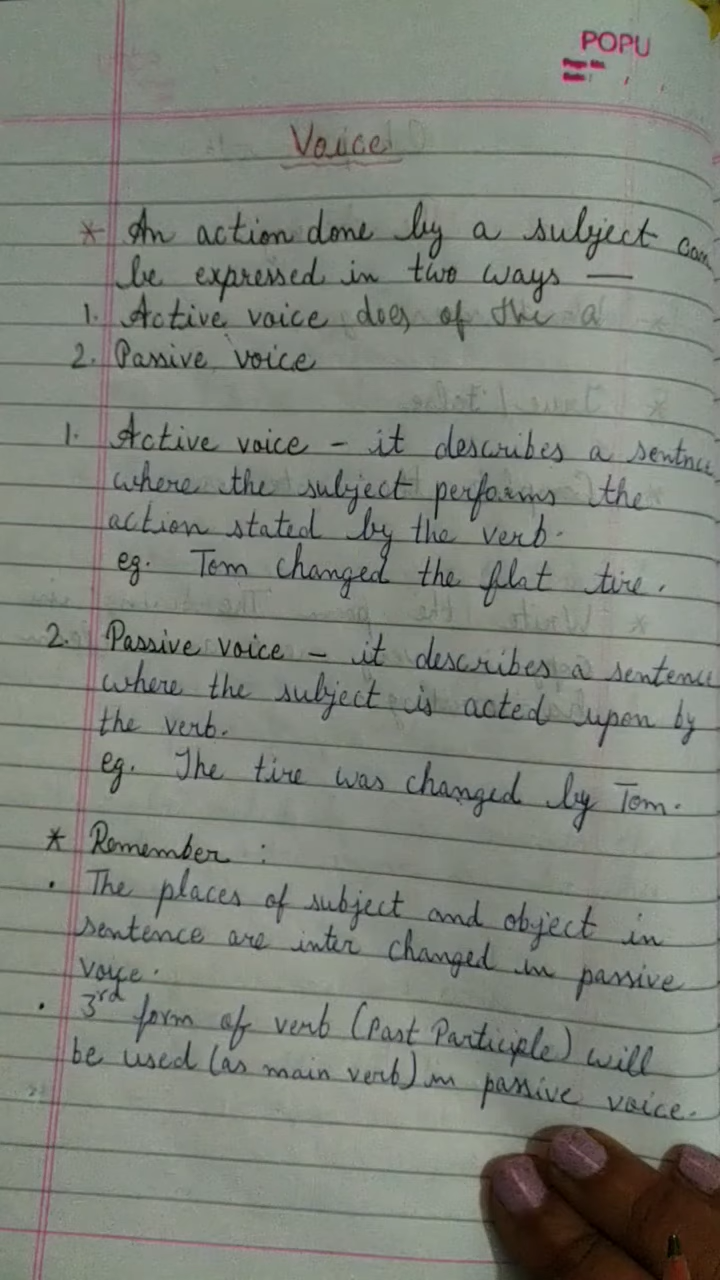 POPU
Voice
* An action done by a subject can
be expressed in two ways —
1. Active voice does of the a
2. Passive voice
1. Active voice - it describes a sentnce
where the subject performs the
action stated by the verb.
eg. Tom changed the flat tire.
2. Passive voice - it describes a sentence
where the subject is acted upon by
the verb.
eg. The tire was changed by Tom.
* Remember :
. The places of subject and object in
sentence are inter changed in passive
voice.
. 3rd form of verb (Past Participle) will
be used (as main verb) in passive voice.